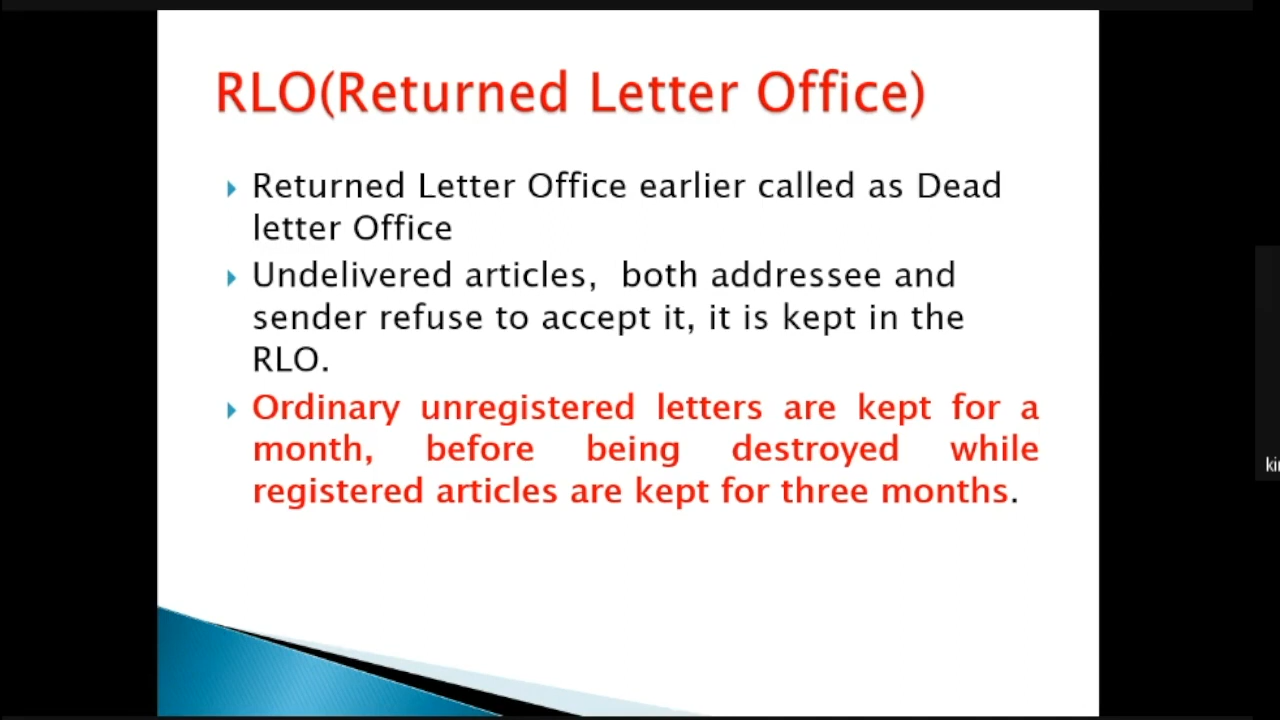 RLO(Returned Letter Office)
Returned Letter Office earlier called as Dead
letter Office
Undelivered articles, both addressee and
sender refuse to accept it, it is kept in the
RLO.
Ordinary unregistered letters are kept for a
month, before being destroyed while
registered articles are kept for three months.